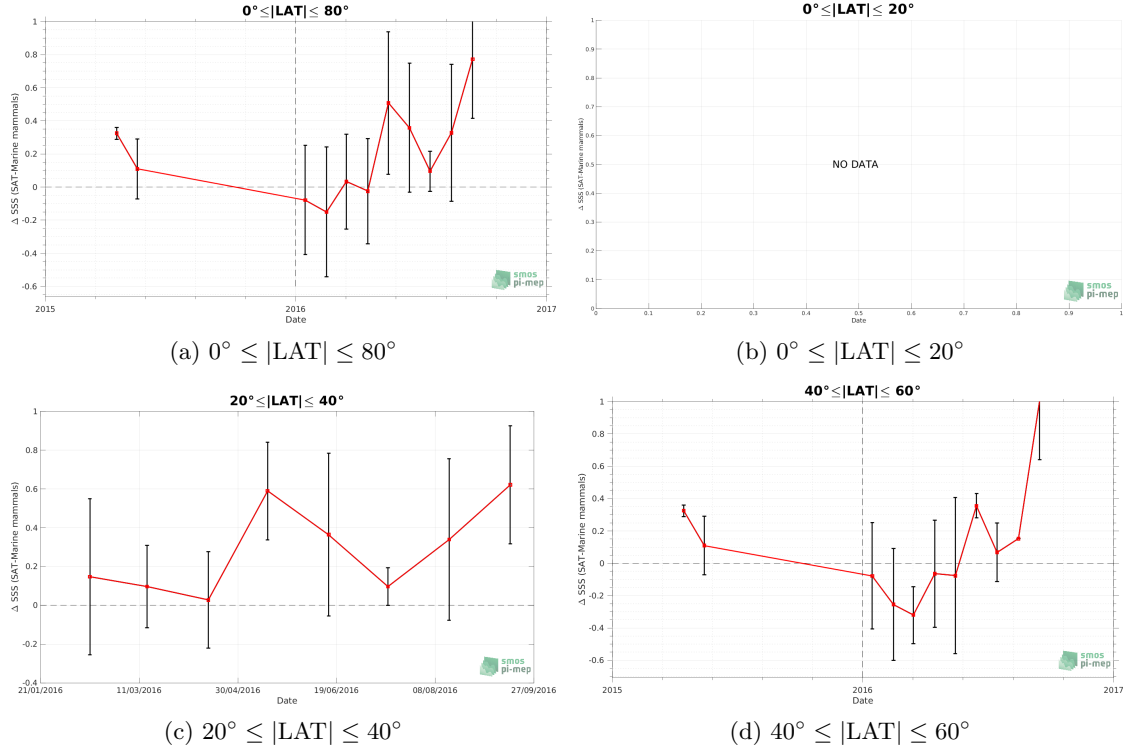 0°≤|LAT|≤ 80°
1
0.8
0.6
0.4
0.2
0
-0.2
-0.4
-0.6
Δ SSS (SAT-Marine mammals)
2015
2016
2017
Date
smos
pi-mep
(a) 0° ≤ |LAT| ≤ 80°
0°≤|LAT|≤ 20°
1
0.9
0.8
0.7
0.6
0.5
0.4
0.3
0.2
0.1
0
Δ SSS (SAT-Marine mammals)
NO DATA
0 0.1 0.2 0.3 0.4 0.5 0.6 0.7 0.8 0.9 1
Date
smos
pi-mep
(b) 0° ≤ |LAT| ≤ 20°
20°≤|LAT|≤ 40°
1
0.8
0.6
0.4
0.2
0
-0.2
-0.4
Δ SSS (SAT-Marine mammals)
21/01/2016 11/03/2016 30/04/2016 19/06/2016 08/08/2016 27/09/2016
Date
smos
pi-mep
(c) 20° ≤ |LAT| ≤ 40°
40°≤|LAT|≤ 60°
1
0.8
0.6
0.4
0.2
0
-0.2
-0.4
-0.6
Δ SSS (SAT-Marine mammals)
2015
2016
2017
Date
smos
pi-mep
(d) 40° ≤ |LAT| ≤ 60°